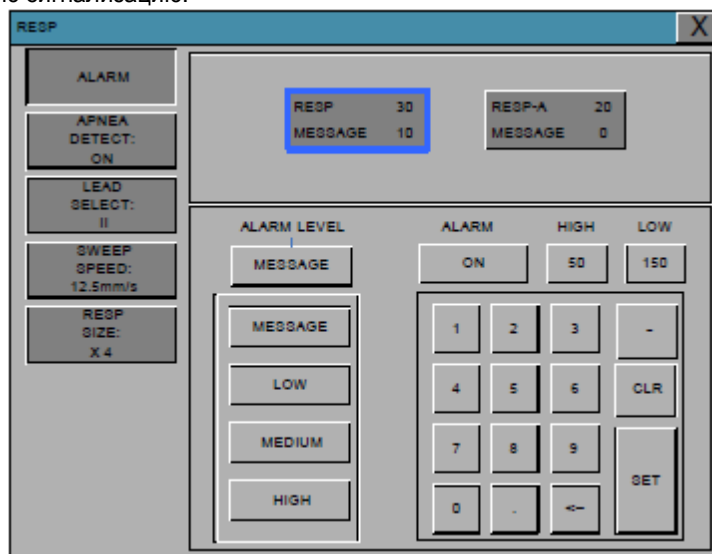 сигнализацию.
RESP X
ALARM
APNEA
DETECT:
ON
LEAD
SELECT:
II
SWEEP
SPEED:
12.5mm/s
RESP
SIZE:
X 4
RESP 30
MESSAGE 10
RESP-A 20
MESSAGE 0
ALARM LEVEL ALARM HIGH LOW
MESSAGE ON 50 150
MESSAGE
LOW
MEDIUM
HIGH
1 2 3 -
4 5 6 CLR
7 8 9 SET
0 . <-